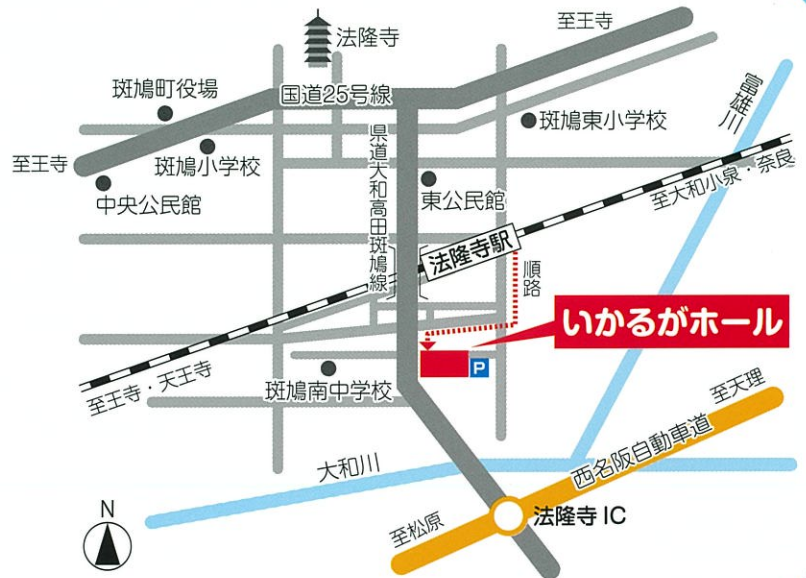 法隆寺
至王寺
斑鳩町役場
国道25号線
斑鳩東小学校
富雄川
至王寺
斑鳩小学校
中央公民館
県道大和高田斑鳩線
東公民館
至大和小泉・奈良
法隆寺駅
順路
いかるがホール
P
至王寺・天王寺
斑鳩南中学校
至天理
大和川
西名阪自動車道
N
至松原
法隆寺 IC